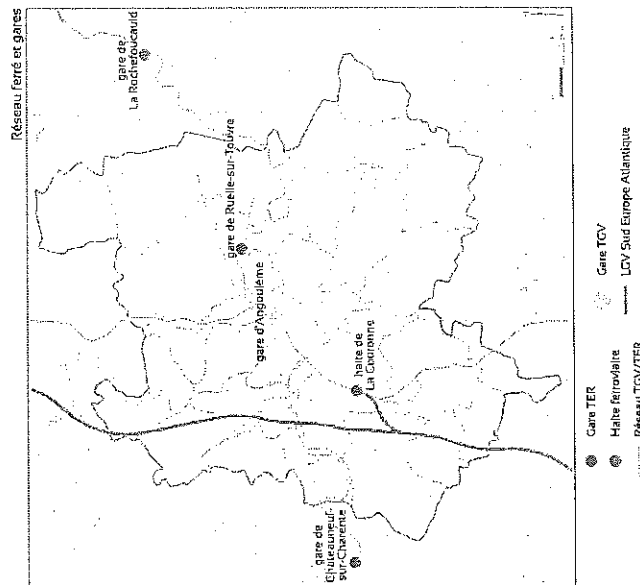 Réseau ferré et gares
gare de
La Rochefoucauld
gare de Ruelle-sur-Touvre
gare d'Angoulême
halte de
La Couronne
gare de
Châteauneuf-
sur-Charente
Gare TER
Halte ferroviaire
Réseau TGV/TER
Gare TGV
LGV Sud Europe Atlantique